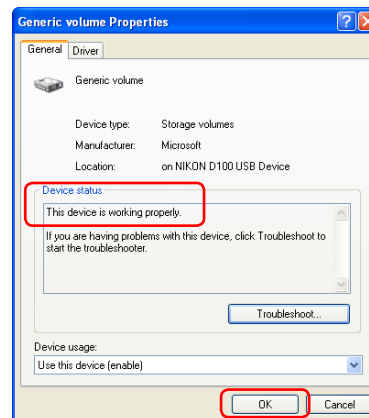 Generic volume Properties
General Driver
Generic volume
Device type: Storage volumes
Manufacturer: Microsoft
Location: on NIKON D100 USB Device
Device status
This device is working properly.
If you are having problems with this device, click Troubleshoot to
start the troubleshooter.
Troubleshoot...
Device usage:
Use this device (enable)
OK Cancel